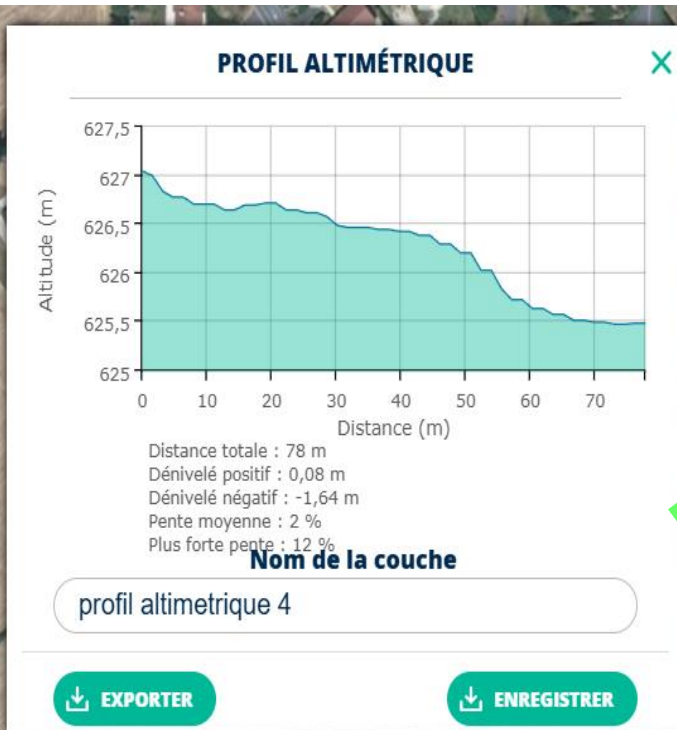 PROFIL ALTIMÉTRIQUE
Altitude (m)
627,5
627
626,5
626
625,5
625
0 10 20 30 40 50 60 70
Distance (m)
Distance totale : 78 m
Dénivelé positif : 0,08 m
Dénivelé négatif : -1,64 m
Pente moyenne : 2 %
Plus forte pente : 12 %
Nom de la couche
profil altimetrique 4
EXPORTER ENREGISTRER